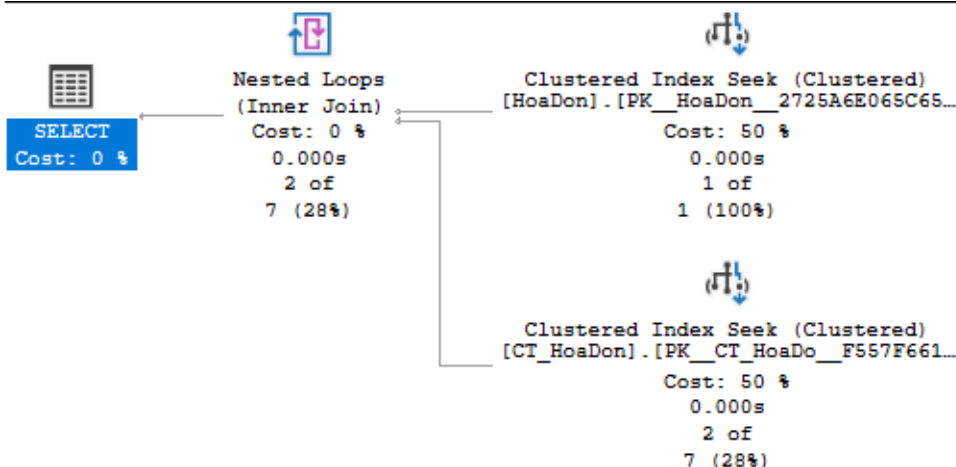 SELECT
Cost: 0 %
Nested Loops
(Inner Join)
Cost: 0 %
0.000s
2 of
7 (28%)
Clustered Index Seek (Clustered)
[HoaDon].[PK__HoaDon__2725A6E065C65…
Cost: 50 %
0.000s
1 of
1 (100%)
Clustered Index Seek (Clustered)
[CT_HoaDon].[PK__CT_HoaDo__F557F661…
Cost: 50 %
0.000s
2 of
7 (28%)